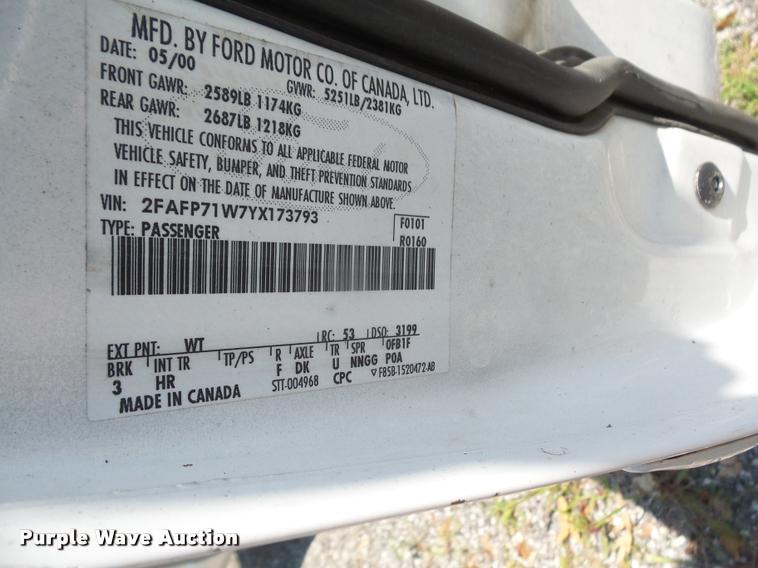 MFD. BY FORD MOTOR CO. OF CANADA, LTD.
DATE: 05/00 GVWR: 5251LB/2381KG
FRONT GAWR: 2589LB 1174KG
REAR GAWR: 2687LB 1218KG
THIS VEHICLE CONFORMS TO ALL APPLICABLE FEDERAL MOTOR
VEHICLE SAFETY, BUMPER, AND THEFT PREVENTION STANDARDS
IN EFFECT ON THE DATE OF MANUFACTURE SHOWN ABOVE.
VIN: 2FAFP71W7YX173793 F0101
TYPE: PASSENGER R0160
EXT PNT: WT RC: 53 DSO: 3199
BRK INT TR TP/PS R AXLE TR SPR 0FB1F
3 HR F DK U NNGG P0A
MADE IN CANADA STT-004968 CPC ▽ F85B-1520472-AB
Purple Wave Auction